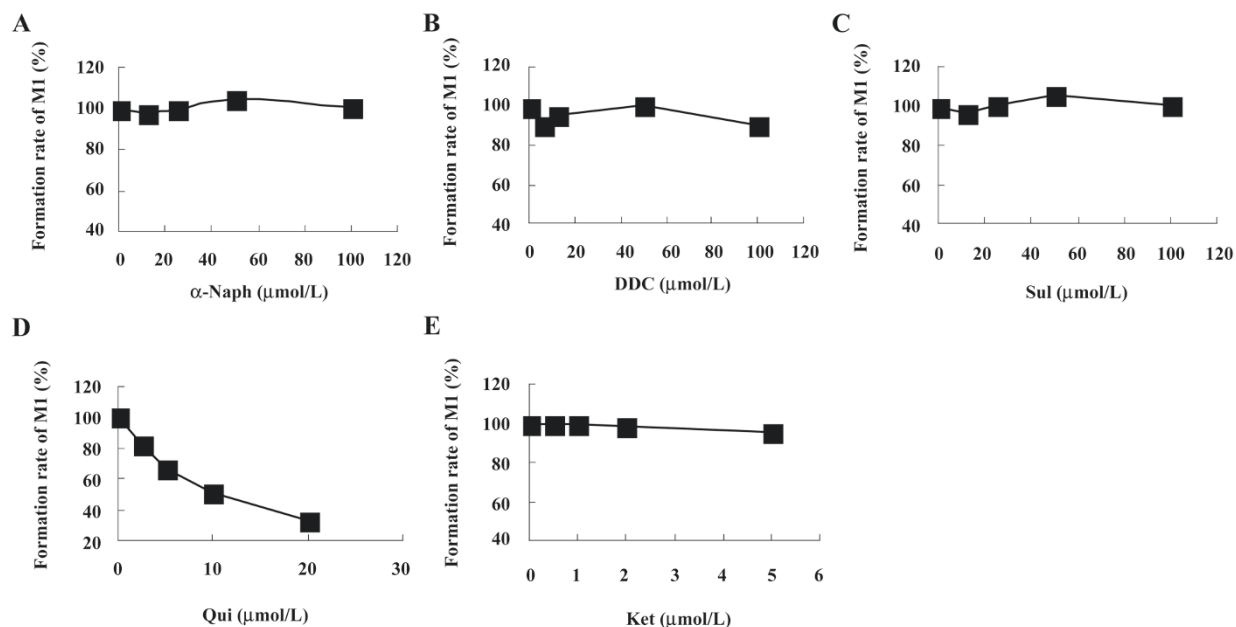 A
Formation rate of M1 (%)
120
100
80
60
40
0 20 40 60 80 100 120
α-Naph (μmol/L)
B
Formation rate of M1 (%)
120
100
80
60
40
0 20 40 60 80 100 120
DDC (μmol/L)
C
Formation rate of M1 (%)
120
100
80
60
40
0 20 40 60 80 100 120
Sul (μmol/L)
D
Formation rate of M1 (%)
120
100
80
60
40
20
0 10 20 30
Qui (μmol/L)
E
Formation rate of M1 (%)
120
100
80
60
40
0 1 2 3 4 5 6
Ket (μmol/L)